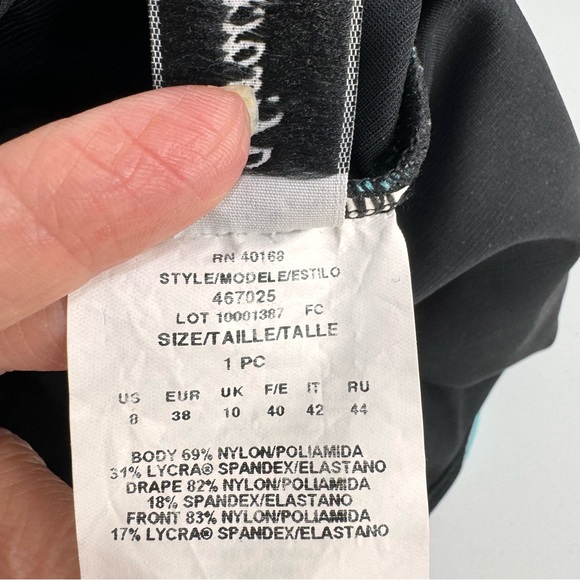 RN 40168
STYLE/MODELE/ESTILO
467025
LOT 10001387 FC
SIZE/TAILLE/TALLE
1 PC
US EUR UK F/E IT RU
8 38 10 40 42 44
BODY 69% NYLON/POLIAMIDA
31% LYCRA® SPANDEX/ELASTANO
DRAPE 82% NYLON/POLIAMIDA
18% SPANDEX/ELASTANO
FRONT 83% NYLON/POLIAMIDA
17% LYCRA® SPANDEX/ELASTANO